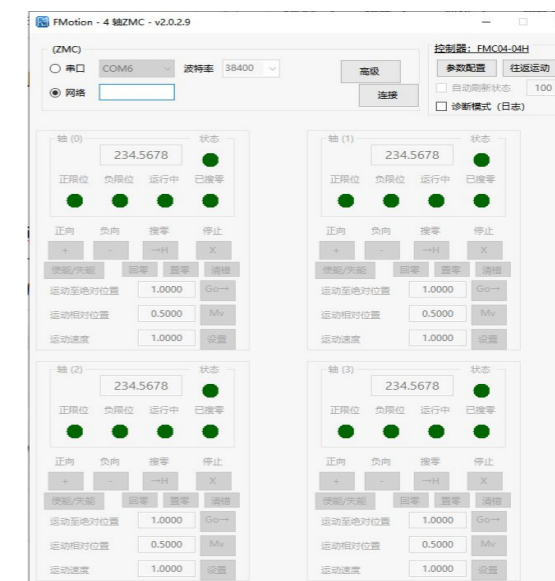 FMotion - 4 轴ZMC - v2.0.2.9
(ZMC)
串口 COM6 波特率 38400
高级
网络
连接
控制器: FMC04-04H
参数配置 往返运动
自动刷新状态 100
诊断模式 (日志)
轴 (0) 状态
234.5678
正限位 负限位 运行中 已搜零
正向 负向 搜零 停止
+ - →H X
使能/失能 回零 置零 清错
运动至绝对位置 1.0000 Go→
运动相对位置 0.5000 Mv
运动速度 1.0000 设置
轴 (1) 状态
234.5678
正限位 负限位 运行中 已搜零
正向 负向 搜零 停止
+ - →H X
使能/失能 回零 置零 清错
运动至绝对位置 1.0000 Go→
运动相对位置 0.5000 Mv
运动速度 1.0000 设置
轴 (2) 状态
234.5678
正限位 负限位 运行中 已搜零
正向 负向 搜零 停止
+ - →H X
使能/失能 回零 置零 清错
运动至绝对位置 1.0000 Go→
运动相对位置 0.5000 Mv
运动速度 1.0000 设置
轴 (3) 状态
234.5678
正限位 负限位 运行中 已搜零
正向 负向 搜零 停止
+ - →H X
使能/失能 回零 置零 清错
运动至绝对位置 1.0000 Go→
运动相对位置 0.5000 Mv
运动速度 1.0000 设置